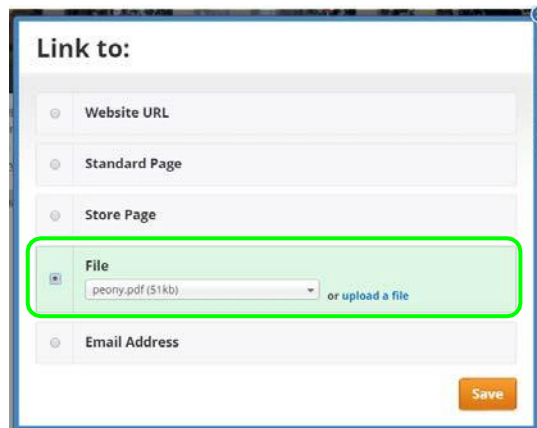 Link to:
Website URL
Standard Page
Store Page
File
peony.pdf (51kb)
or upload a file
Email Address
Save